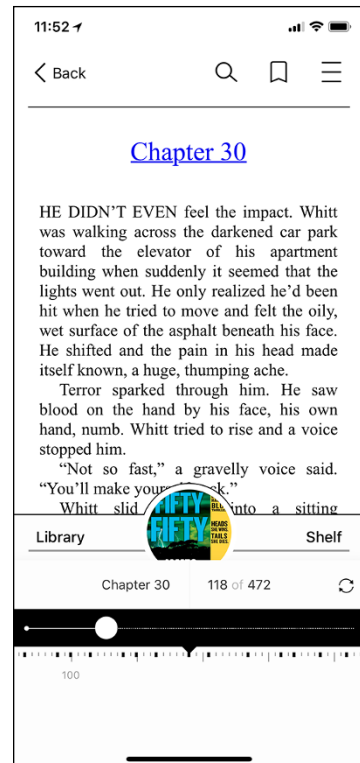 11:52
Back
Chapter 30
HE DIDN’T EVEN feel the impact. Whitt
was walking across the darkened car park
toward the elevator of his apartment
building when suddenly it seemed that the
lights went out. He only realized he’d been
hit when he tried to move and felt the oily,
wet surface of the asphalt beneath his face.
He shifted and the pain in his head made
itself known, a huge, thumping ache.
Terror sparked through him. He saw
blood on the hand by his face, his own
hand, numb. Whitt tried to rise and a voice
stopped him.
“Not so fast,” a gravelly voice said.
“You’ll make
Whitt slid into a sitting
Library
FIFTY
FIFTY
HEADS
SHE WINS.
TAILS
SHE DIES.
Shelf
Chapter 30
118 of 472
100